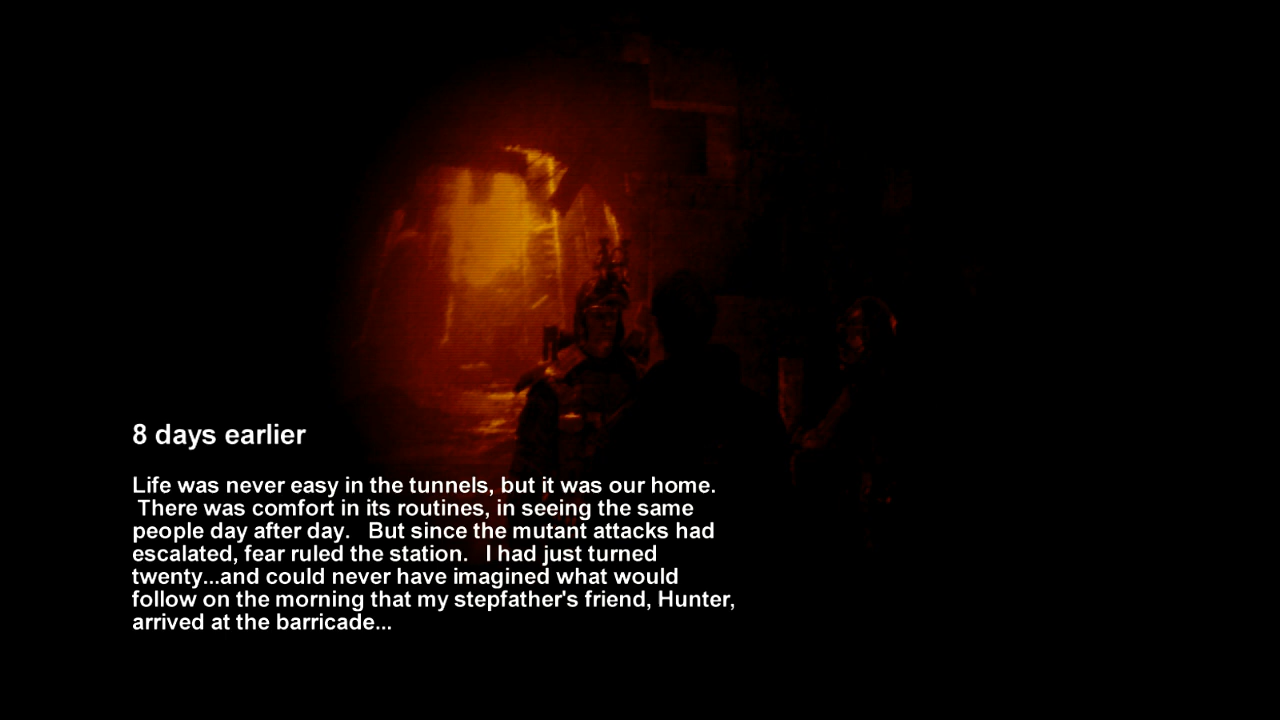 8 days earlier
Life was never easy in the tunnels, but it was our home.
There was comfort in its routines, in seeing the same
people day after day.   But since the mutant attacks had
escalated, fear ruled the station.   I had just turned
twenty...and could never have imagined what would
follow on the morning that my stepfather's friend, Hunter,
arrived at the barricade...